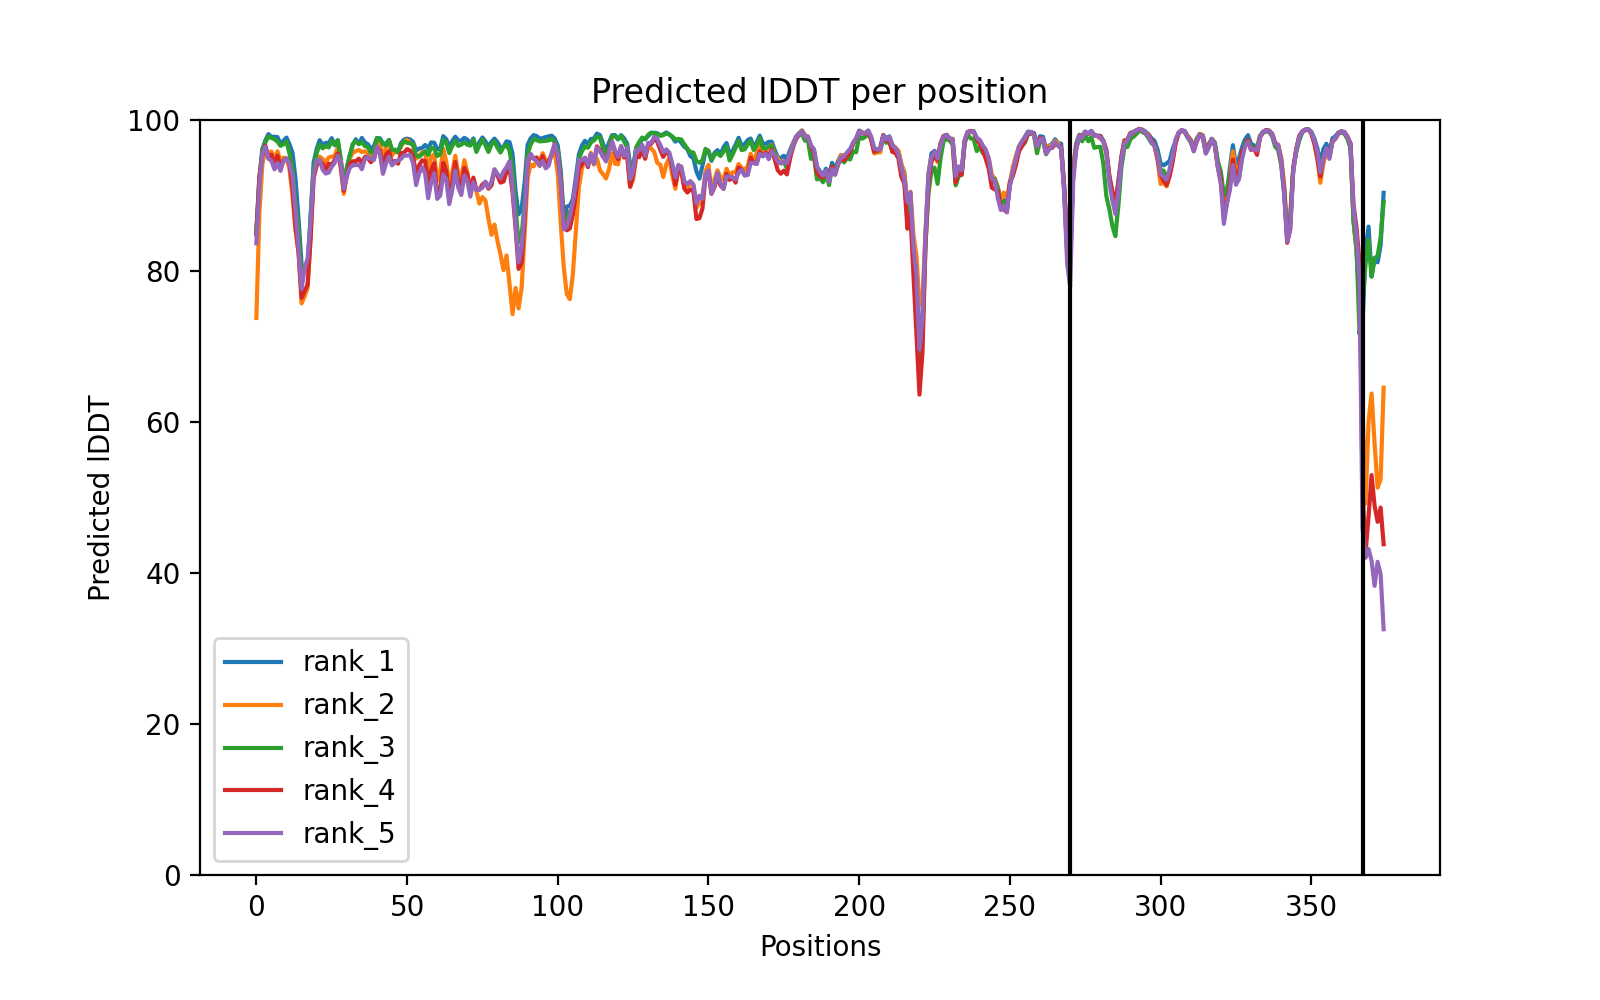 Predicted lDDT per position
100
80
60
40
20
0
Predicted lDDT
rank_1
rank_2
rank_3
rank_4
rank_5
0 50 100 150 200 250 300 350
Positions